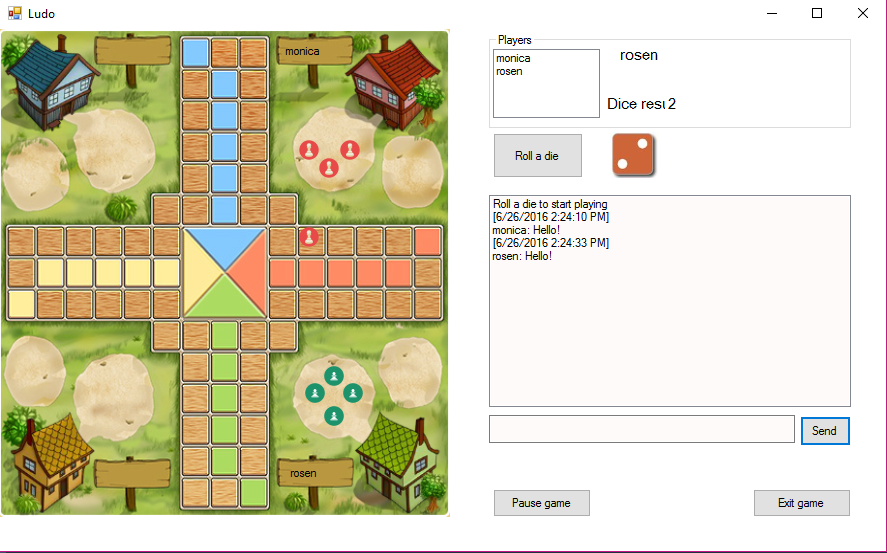 Ludo
monica
rosen
Players
monica
rosen
rosen
Dice resu 2
Roll a die
Roll a die to start playing
[6/26/2016 2:24:10 PM]
monica: Hello!
[6/26/2016 2:24:33 PM]
rosen: Hello!
Send
Pause game
Exit game